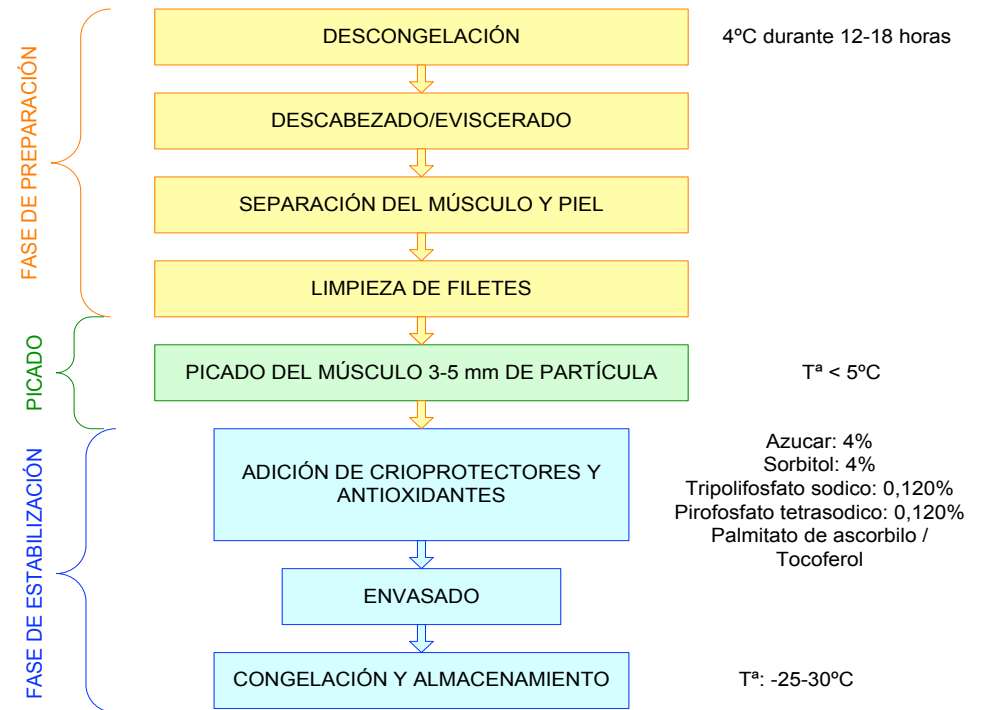 FASE DE PREPARACIÓN
DESCONGELACIÓN
4ºC durante 12-18 horas
DESCABEZADO/EVISCERADO
SEPARACIÓN DEL MÚSCULO Y PIEL
LIMPIEZA DE FILETES
PICADO
PICADO DEL MÚSCULO 3-5 mm DE PARTÍCULA
Tª < 5ºC
FASE DE ESTABILIZACIÓN
ADICIÓN DE CRIOPROTECTORES Y
ANTIOXIDANTES
Azucar: 4%
Sorbitol: 4%
Tripolifosfato sodico: 0,120%
Pirofosfato tetrasodico: 0,120%
Palmitato de ascorbilo /
Tocoferol
ENVASADO
CONGELACIÓN Y ALMACENAMIENTO
Tª: -25-30ºC